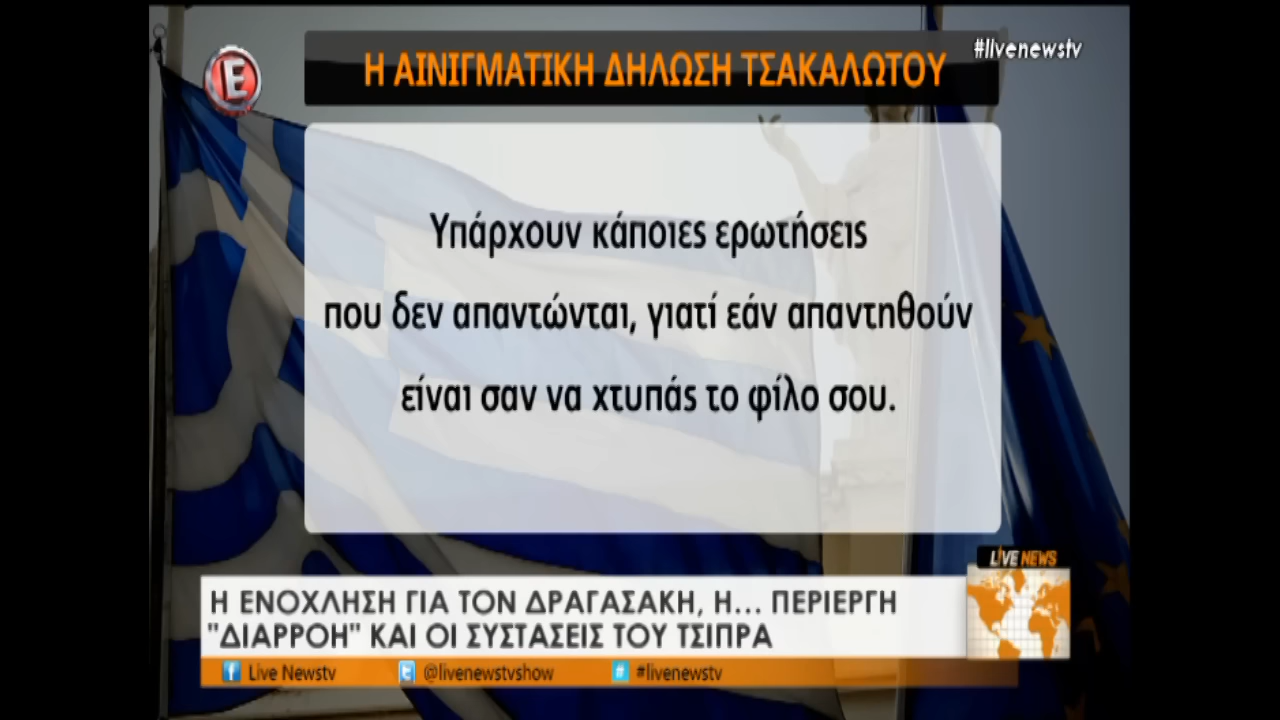 #livenewstv
E
Η ΑΙΝΙΓΜΑΤΙΚΗ ΔΗΛΩΣΗ ΤΣΑΚΑΛΩΤΟΥ
Υπάρχουν κάποιες ερωτήσεις
που δεν απαντώνται, γιατί εάν απαντηθούν
είναι σαν να χτυπάς το φίλο σου.
LIVE NEWS
Η ΕΝΟΧΛΗΣΗ ΓΙΑ ΤΟΝ ΔΡΑΓΑΣΑΚΗ, Η... ΠΕΡΙΕΡΓΗ
"ΔΙΑΡΡΟΗ" ΚΑΙ ΟΙ ΣΥΣΤΑΣΕΙΣ ΤΟΥ ΤΣΙΠΡΑ
f Live Newstv @livenewstvshow # #livenewstv